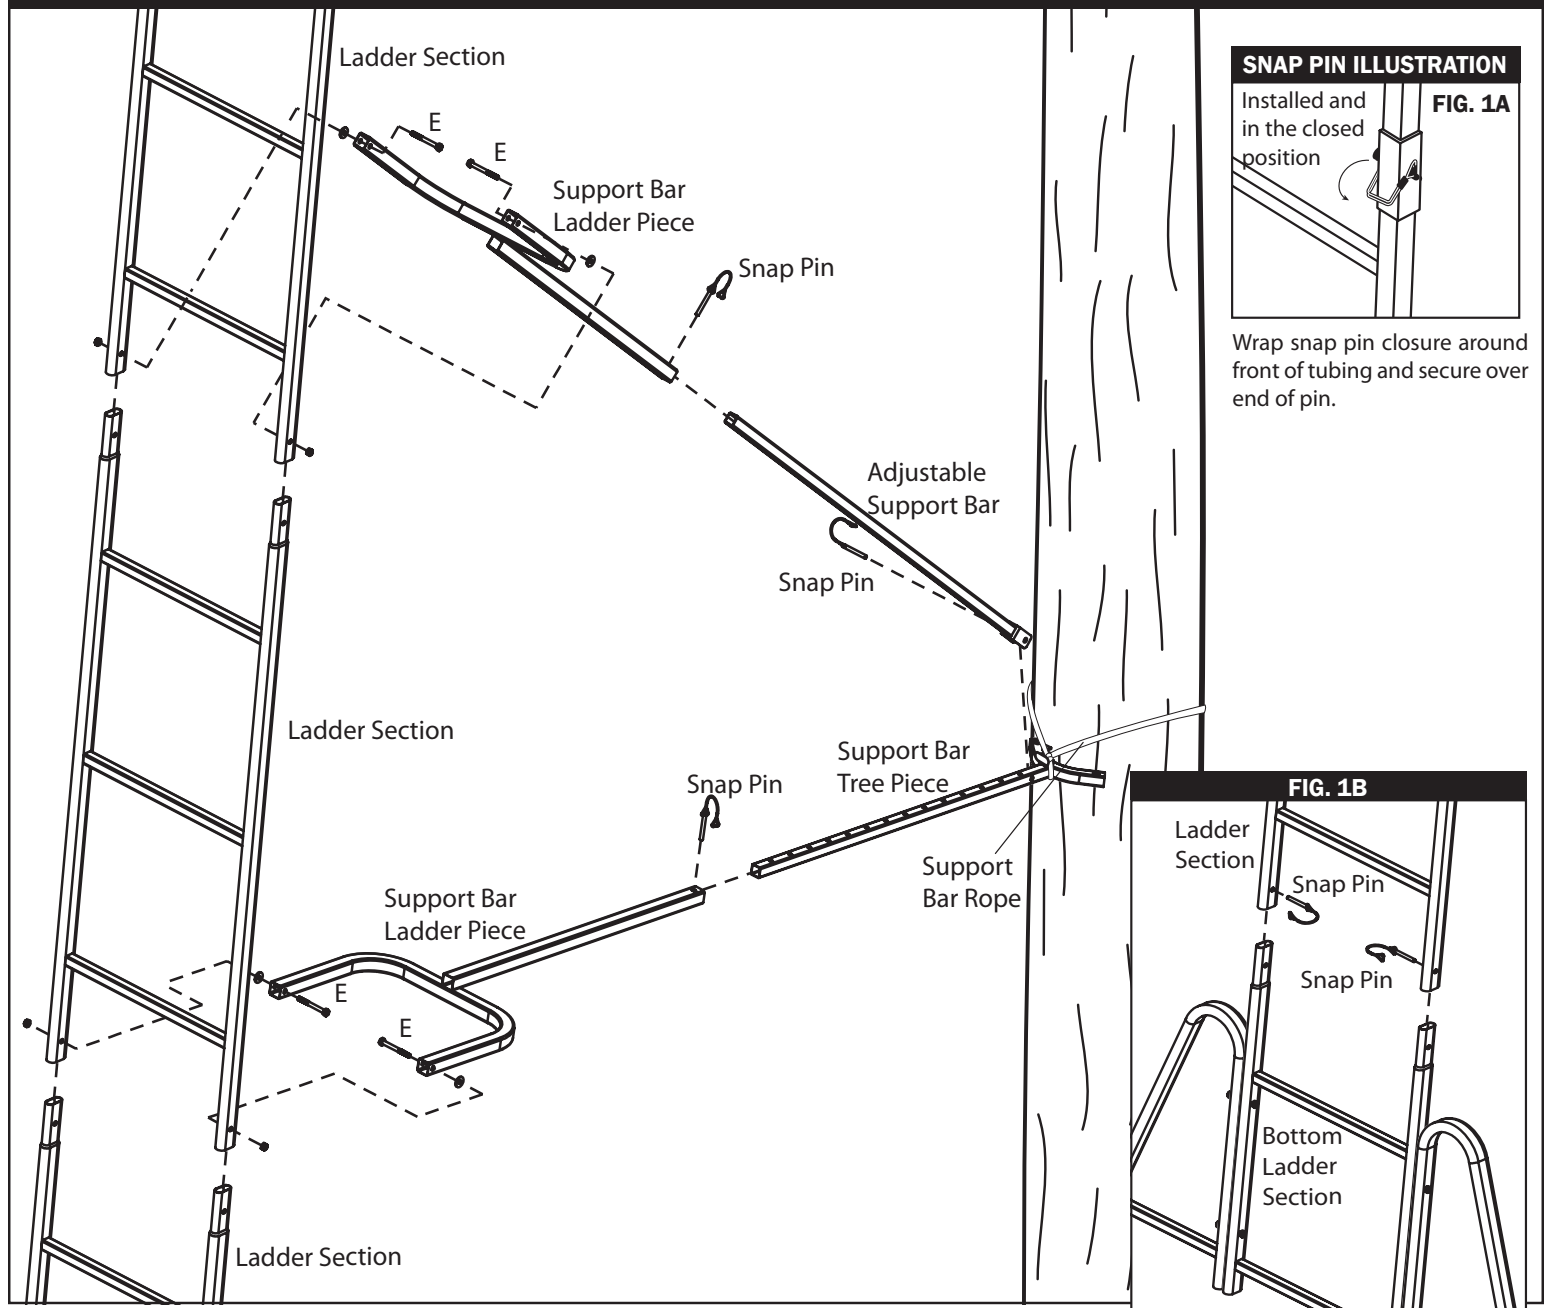 Ladder Section
E
E
Support Bar
Ladder Piece
Snap Pin
SNAP PIN ILLUSTRATION
Installed and
in the closed
position
FIG. 1A
Wrap snap pin closure around
front of tubing and secure over
end of pin.
Adjustable
Support Bar
Snap Pin
Ladder Section
Support Bar
Tree Piece
Snap Pin
Support
Bar Rope
Support Bar
Ladder Piece
E
E
Ladder Section
FIG. 1B
Ladder
Section
Snap Pin
Snap Pin
Bottom
Ladder
Section